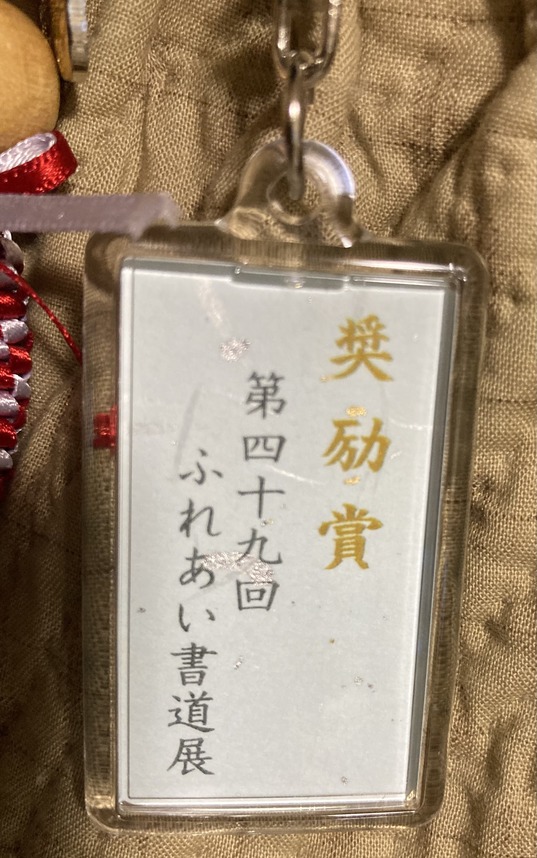 奨励賞
第四十九回
ふれあい書道展